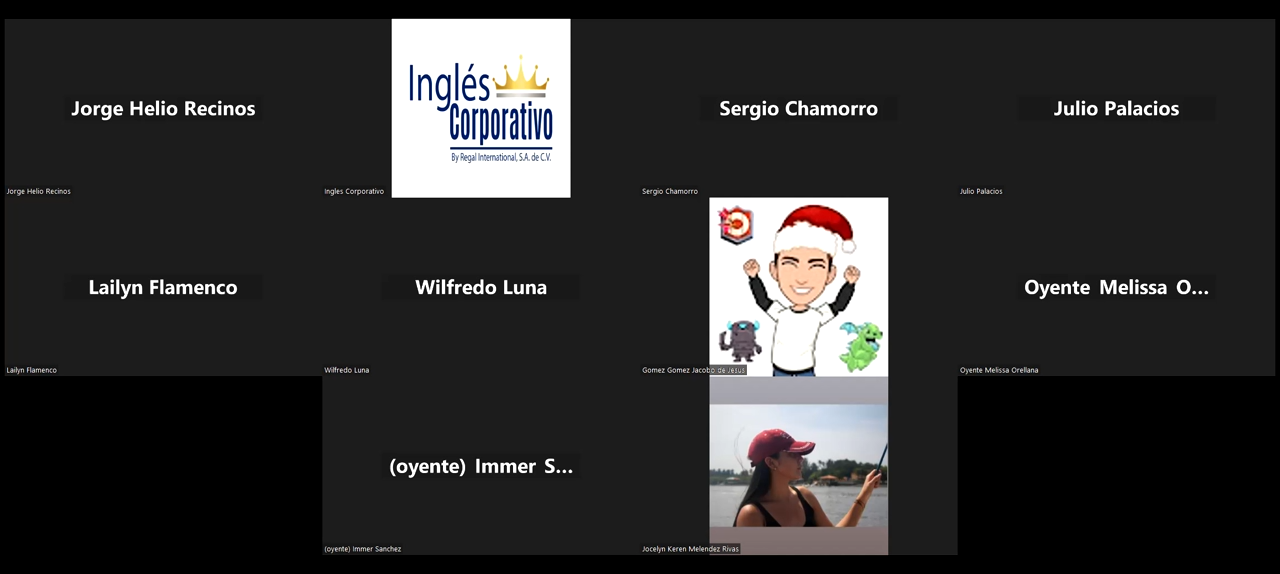 Jorge Helio Recinos
Jorge Helio Recinos
Inglés
Corporativo
By Regal International, S.A. de C.V.
Ingles Corporativo
Sergio Chamorro
Sergio Chamorro
Julio Palacios
Julio Palacios
Lailyn Flamenco
Lailyn Flamenco
Wilfredo Luna
Wilfredo Luna
Gomez Gomez Jacobo de Jesus
Oyente Melissa O...
Oyente Melissa Orellana
(oyente) Immer S...
(oyente) Immer Sanchez
Jocelyn Keren Melendez Rivas